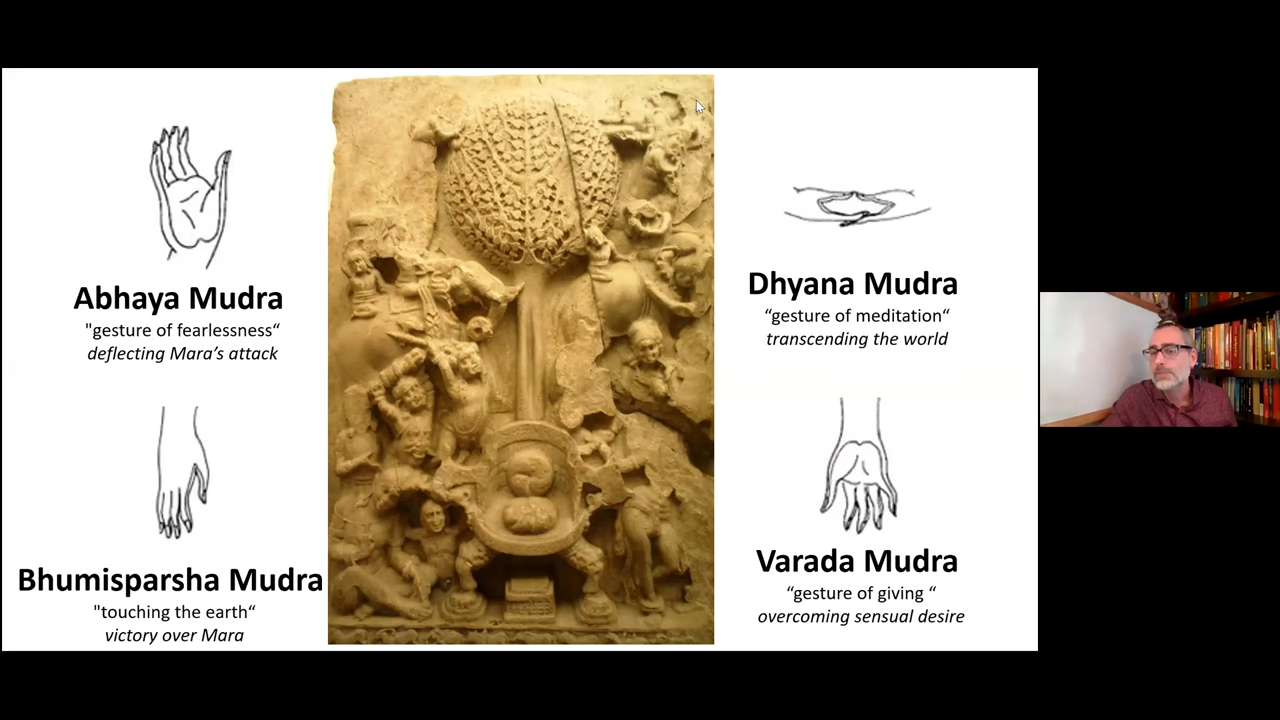 Abhaya Mudra
"gesture of fearlessness“
deflecting Mara’s attack
Bhumisparsha Mudra
"touching the earth“
victory over Mara
Dhyana Mudra
“gesture of meditation“
transcending the world
Varada Mudra
“gesture of giving “
overcoming sensual desire